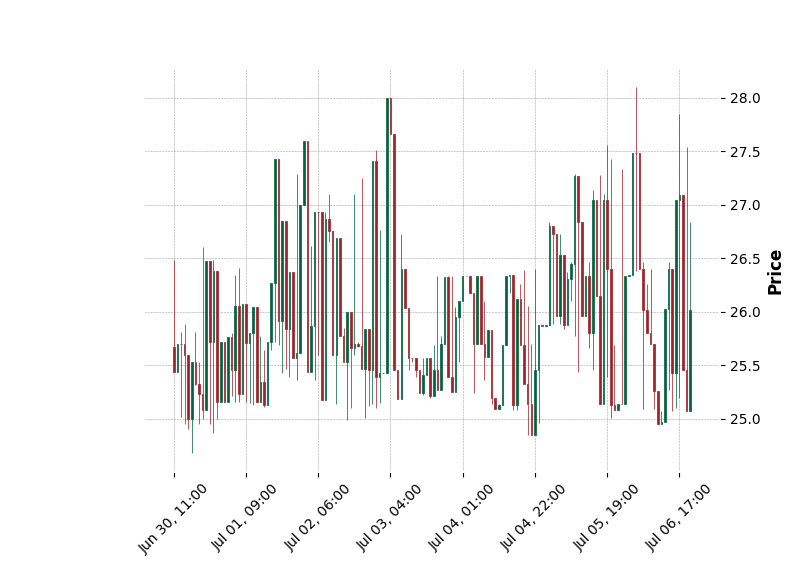 28.0
27.5
27.0
26.5
26.0
25.5
25.0
Price
Jun 30, 11:00
Jul 01, 09:00
Jul 02, 06:00
Jul 03, 04:00
Jul 04, 01:00
Jul 04, 22:00
Jul 05, 19:00
Jul 06, 17:00